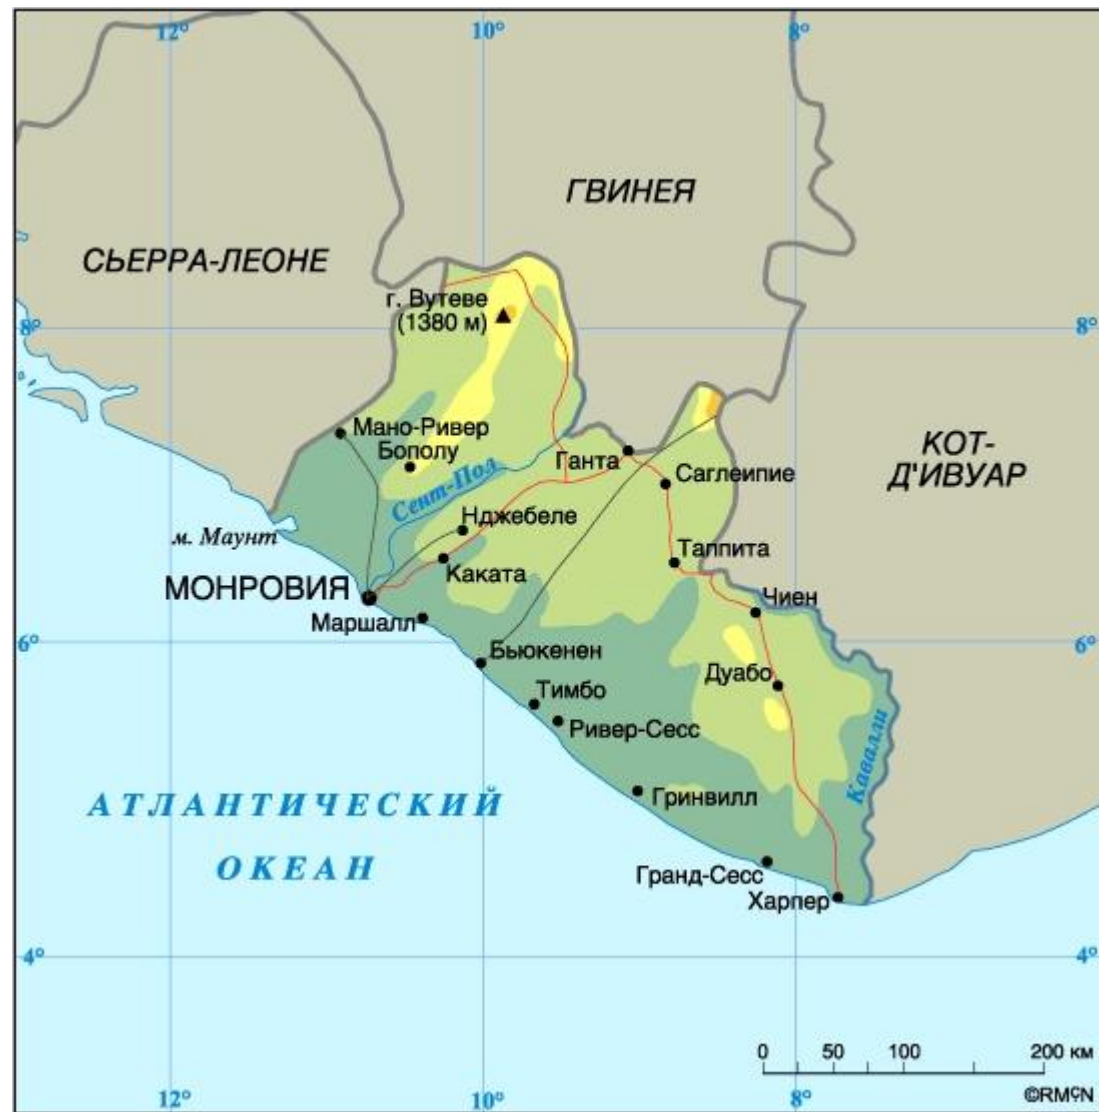 12°
10°
8°
ГВИНЕЯ
СЬЕРРА-ЛЕОНЕ
г. Вутеве
(1380 м)
8°
8°
Мано-Ривер
Бополу
КОТ-
Д'ИВУАР
Ганта
Саглеипие
Сент-Пол
Нджебеле
м. Маунт
Таппита
Каката
МОНРОВИЯ
Чиен
Маршалл
6°
6°
Бьюкенен
Дуабо
Тимбо
Ривер-Сесс
Кавалли
Гринвилл
АТЛАНТИЧЕСКИЙ
ОКЕАН
Гранд-Сесс
Харпер
4°
4°
0 50 100 200 км
©RMCN
12°
10°
8°